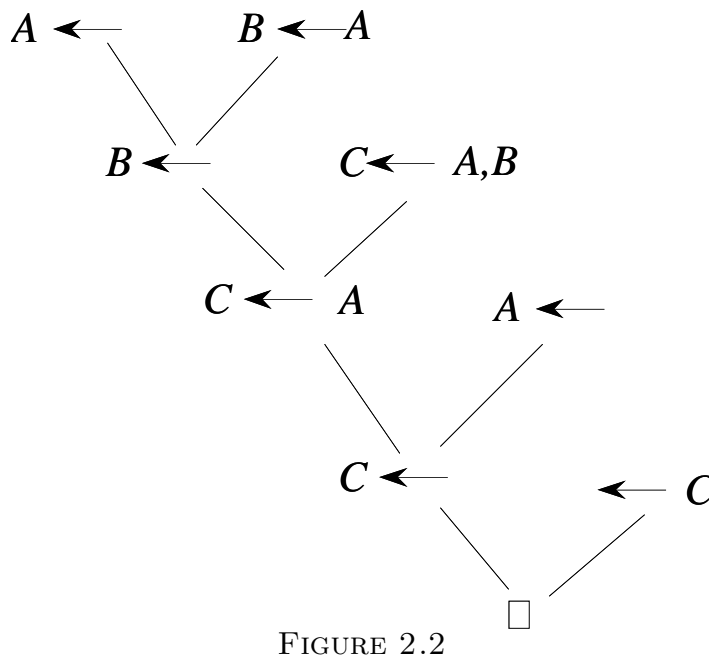 A ← B ← A
B ← C ← A,B
C ← A A ←
C ← ← C
□
FIGURE 2.2